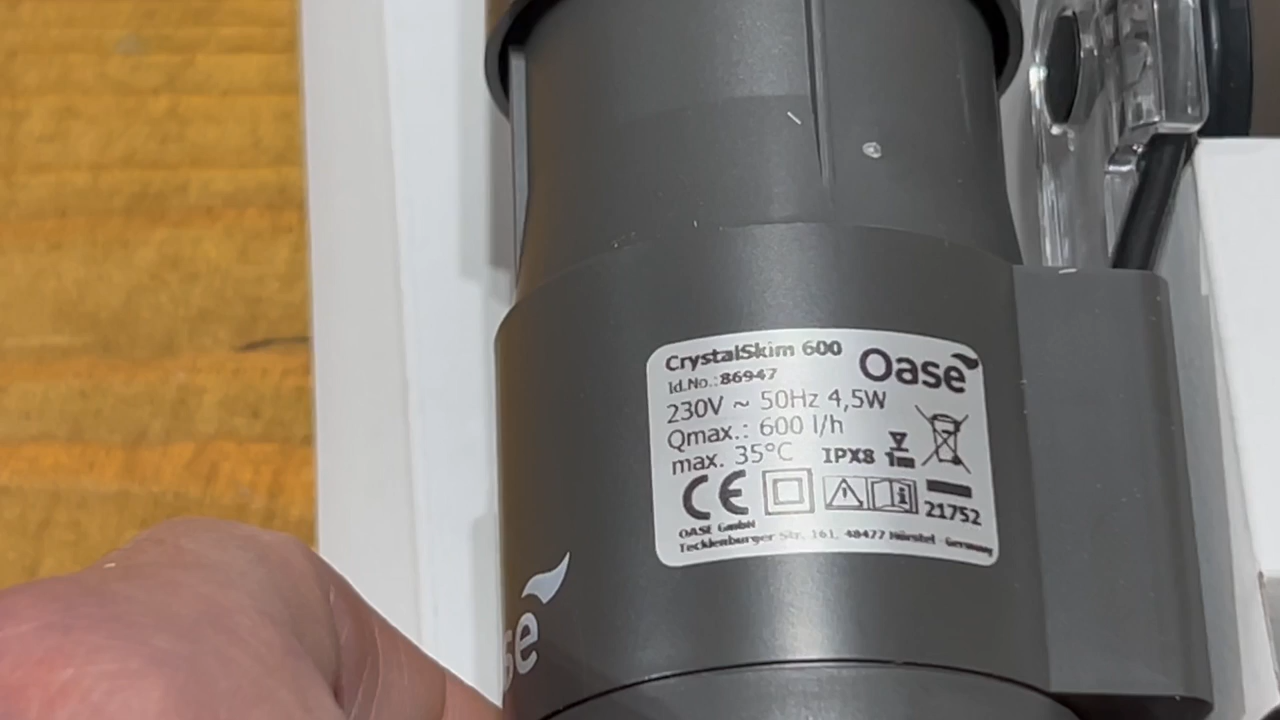 CrystalSkim 600
Oase
Id.No.:86947
230V ~ 50Hz 4,5W
Qmax.: 600 l/h
max. 35°C IPX8 1m
CE
21752
OASE GmbH
Tecklenburger Str. 161, 48477 Hörstel - Germany
se